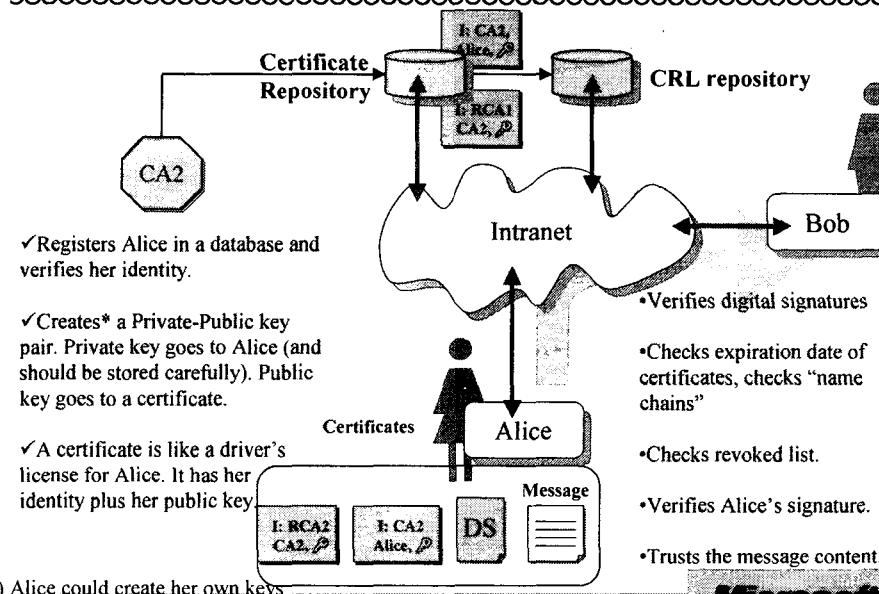 I: CA2,
Alice,
Certificate
Repository
CRL repository
I: RCA1
CA2,
CA2
Intranet
Bob
✓Registers Alice in a database and
verifies her identity.
✓Creates* a Private-Public key
pair. Private key goes to Alice (and
should be stored carefully). Public
key goes to a certificate.
✓A certificate is like a driver's
license for Alice. It has her
identity plus her public key.
•Verifies digital signatures
•Checks expiration date of
certificates, checks "name
chains"
•Checks revoked list.
•Verifies Alice's signature.
•Trusts the message content
Certificates
Alice
Message
I: RCA2
CA2,
I: CA2
Alice,
DS
) Alice could create her own keys